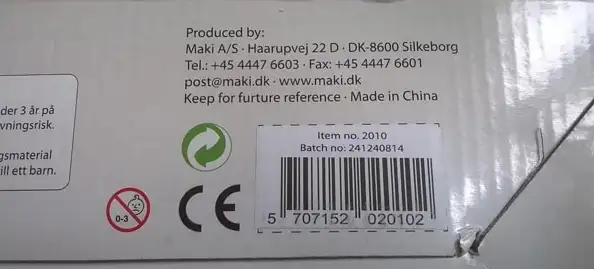 Produced by:
Maki A/S · Haarupvej 22 D · DK-8600 Silkeborg
Tel.: +45 4447 6603 · Fax: +45 4447 6601
post@maki.dk · www.maki.dk
Keep for furture reference · Made in China
der 3 år på
vningsrisk.
gsmaterial
ill ett barn.
0-3
CE
Item no. 2010
Batch no: 241240814
5 707152 020102